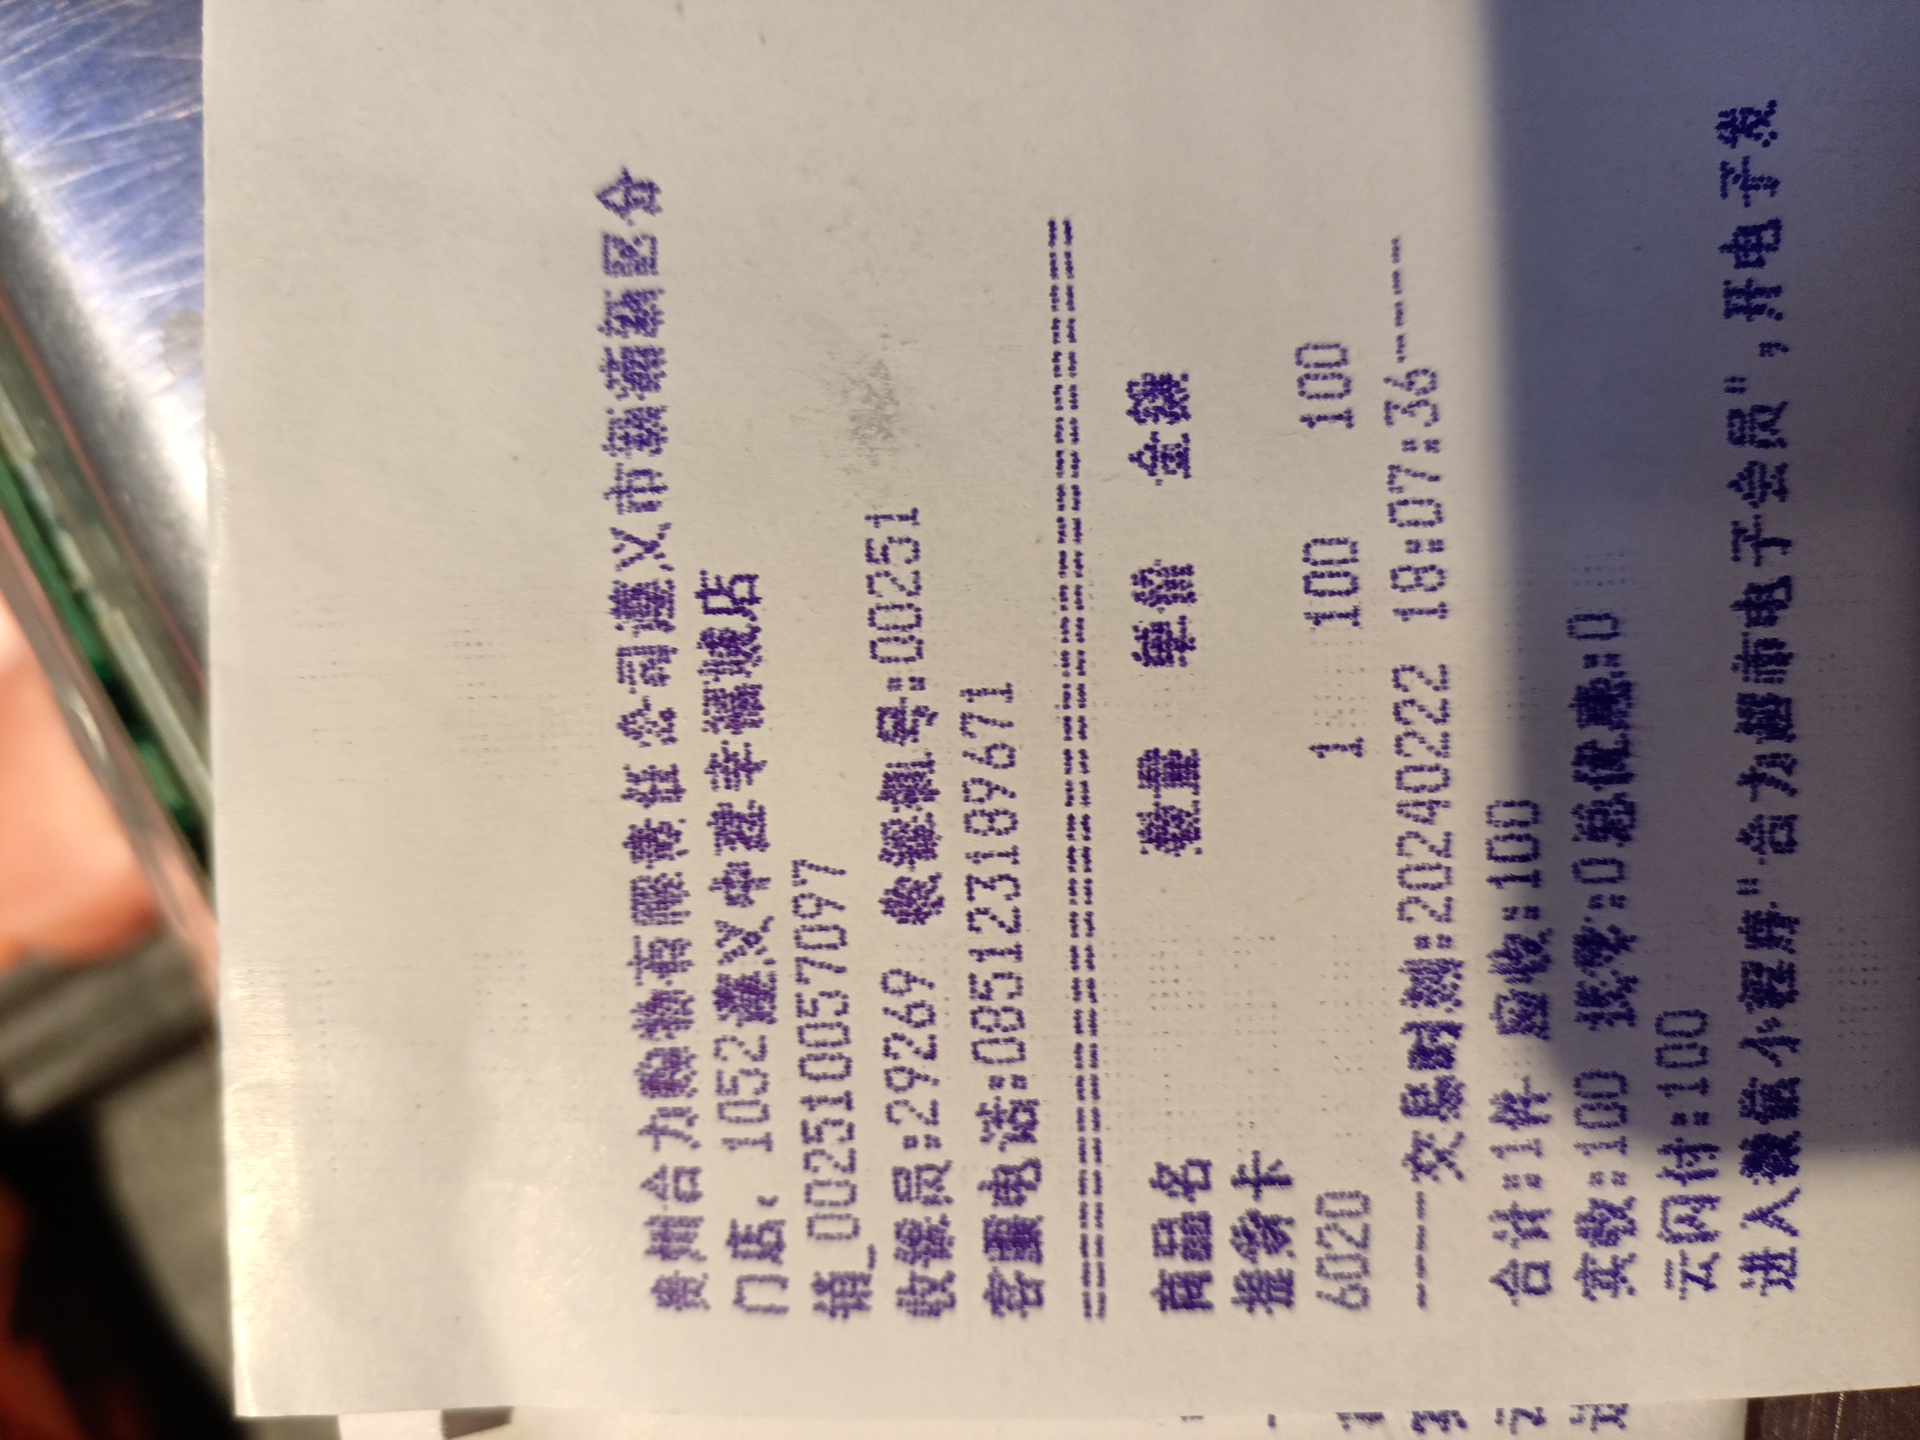 贵州合力购物有限责任公司遵义市新蒲新区合
门店: 1052遵义中建幸福城店
销_002510057097
收银员:29269 收银机号:00251
客服电话:085123189671
========================================
商品名 数量 单价 金额
提货卡
6020 1 100 100
-----交易时刻:20240222 18:07:36-----
合计:1件 应收:100
实收:100 找零:0总优惠:0
云闪付:100
进入微信小程序"合力超市电子会员",开电子发